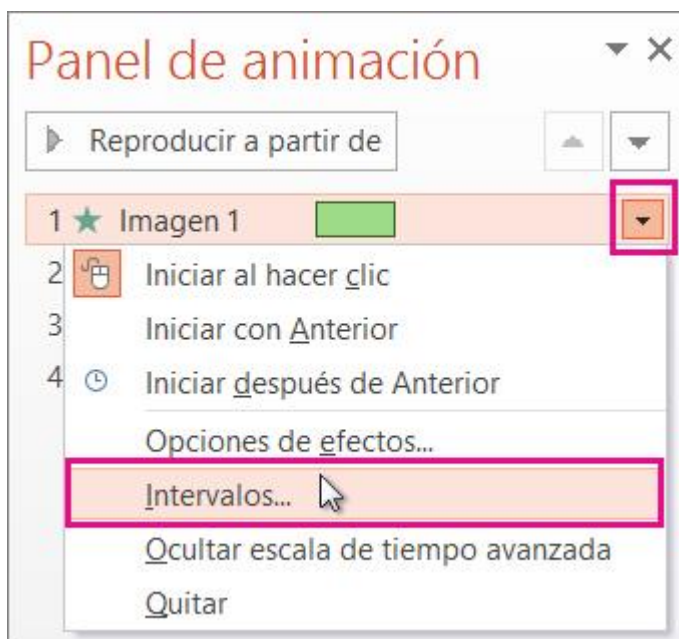 Panel de animación
Reproducir a partir de
1 Imagen 1
2 Iniciar al hacer clic
3 Iniciar con Anterior
4 Iniciar después de Anterior
Opciones de efectos...
Intervalos...
Ocultar escala de tiempo avanzada
Quitar